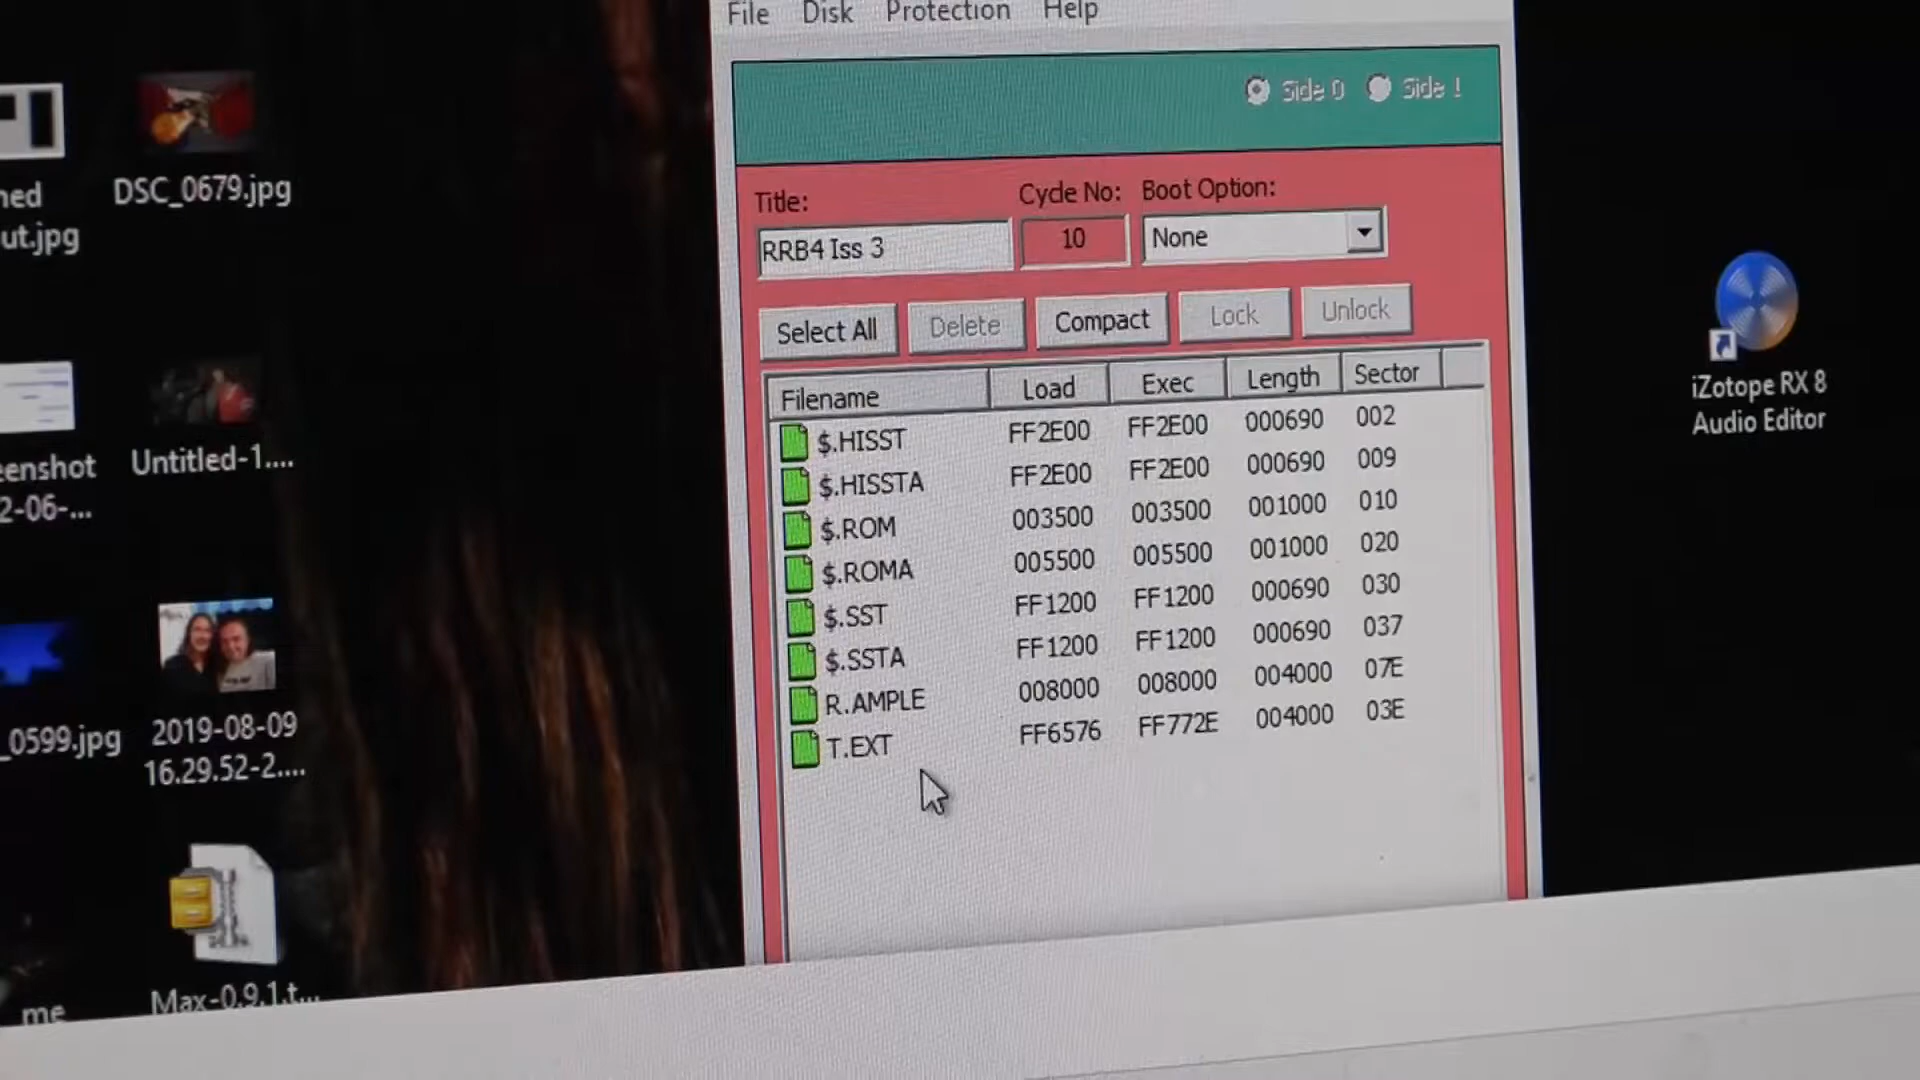 File Disk Protection Help
Side 0 Side 1
Title: Cycle No: Boot Option:
RRB4 Iss 3 10 None
Select All Delete Compact Lock Unlock
Filename Load Exec Length Sector
$.HISST FF2E00 FF2E00 000690 002
$.HISSTA FF2E00 FF2E00 000690 009
$.ROM 003500 003500 001000 010
$.ROMA 005500 005500 001000 020
$.SST FF1200 FF1200 000690 030
$.SSTA FF1200 FF1200 000690 037
R.AMPLE 008000 008000 004000 07E
T.EXT FF6576 FF772E 004000 03E
ned
ut.jpg
DSC_0679.jpg
eenshot
2-06-...
Untitled-1....
_0599.jpg
2019-08-09
16.29.52-2....
me
Max-0.9.1.t...
iZotope RX 8
Audio Editor